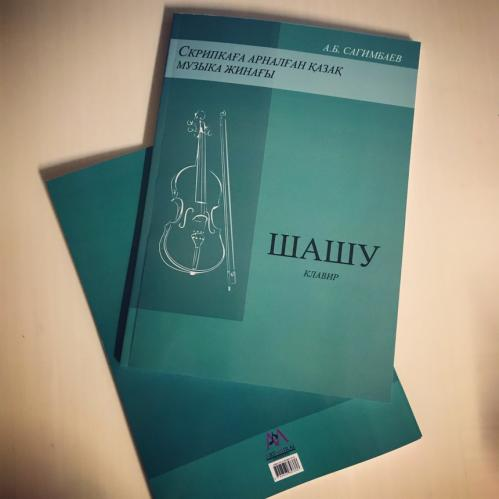 А.Б. САГИМБАЕВ
СКРИПКАҒА АРНАЛҒАН ҚАЗАҚ
МУЗЫКА ЖИНАҒЫ
ШАШУ
КЛАВИР